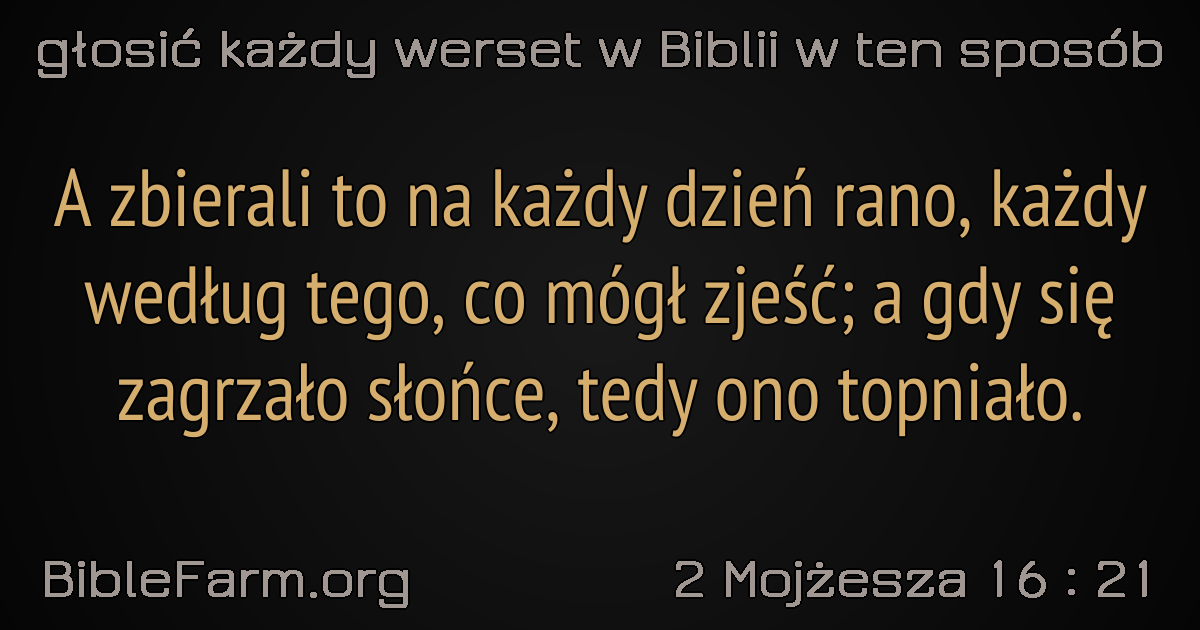 głosić każdy werset w Biblii w ten sposób
A zbierali to na każdy dzień rano, każdy
według tego, co mógł zjeść; a gdy się
zagrzało słońce, tedy ono topniało.
BibleFarm.org
2 Mojżesza 16 : 21